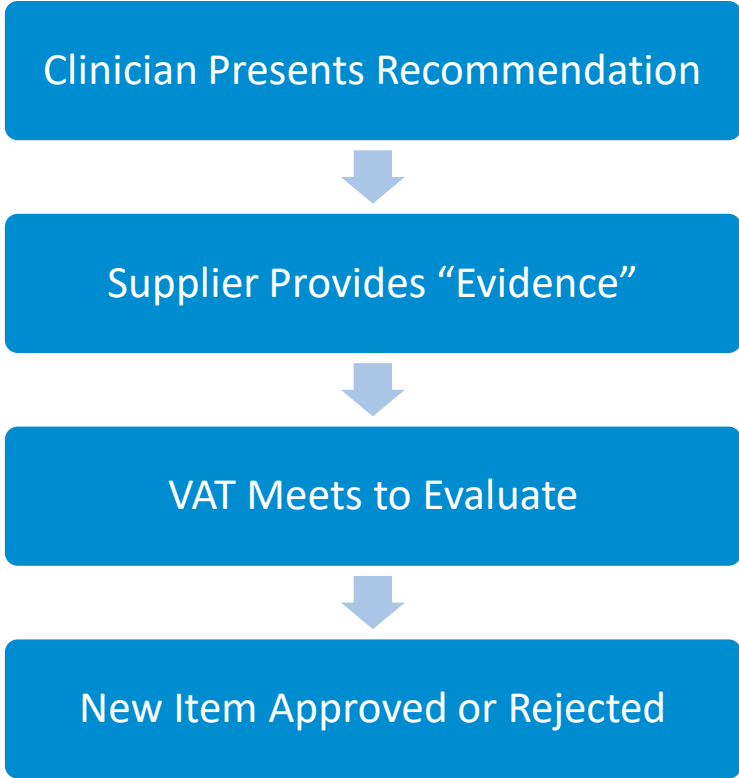 Clinician Presents Recommendation
Supplier Provides “Evidence”
VAT Meets to Evaluate
New Item Approved or Rejected